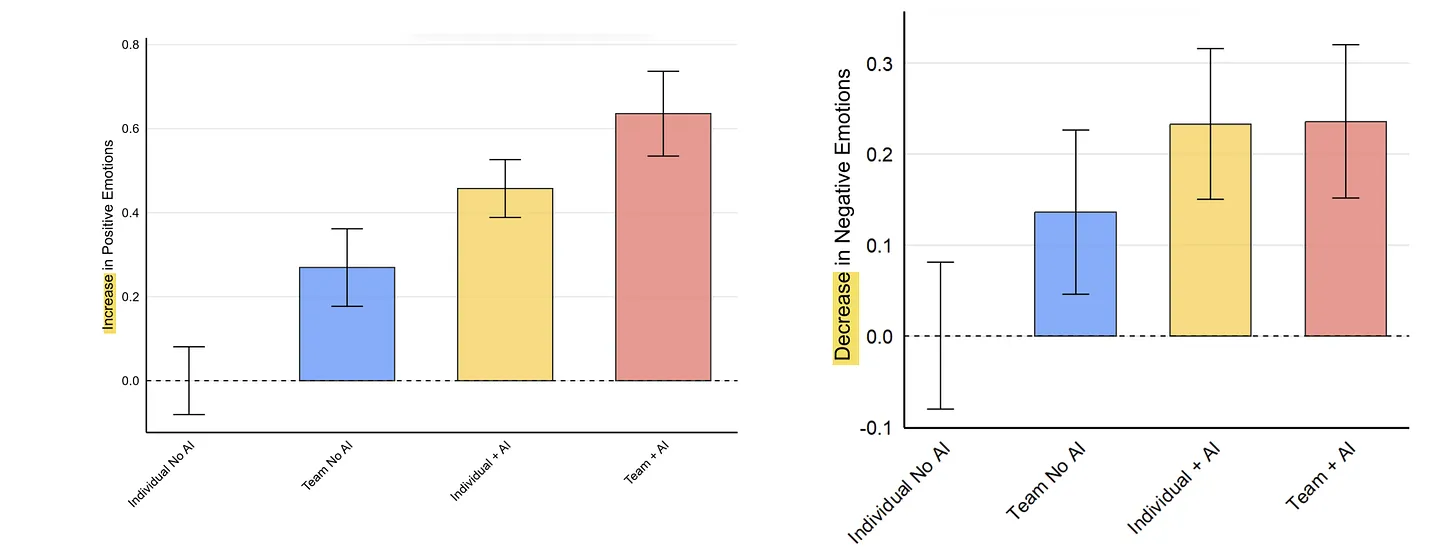 Increase in Positive Emotions
0.8
0.6
0.4
0.2
0.0
Individual No AI
Team No AI
Individual + AI
Team + AI
Decrease in Negative Emotions
0.3
0.2
0.1
0.0
-0.1
Individual No AI
Team No AI
Individual + AI
Team + AI